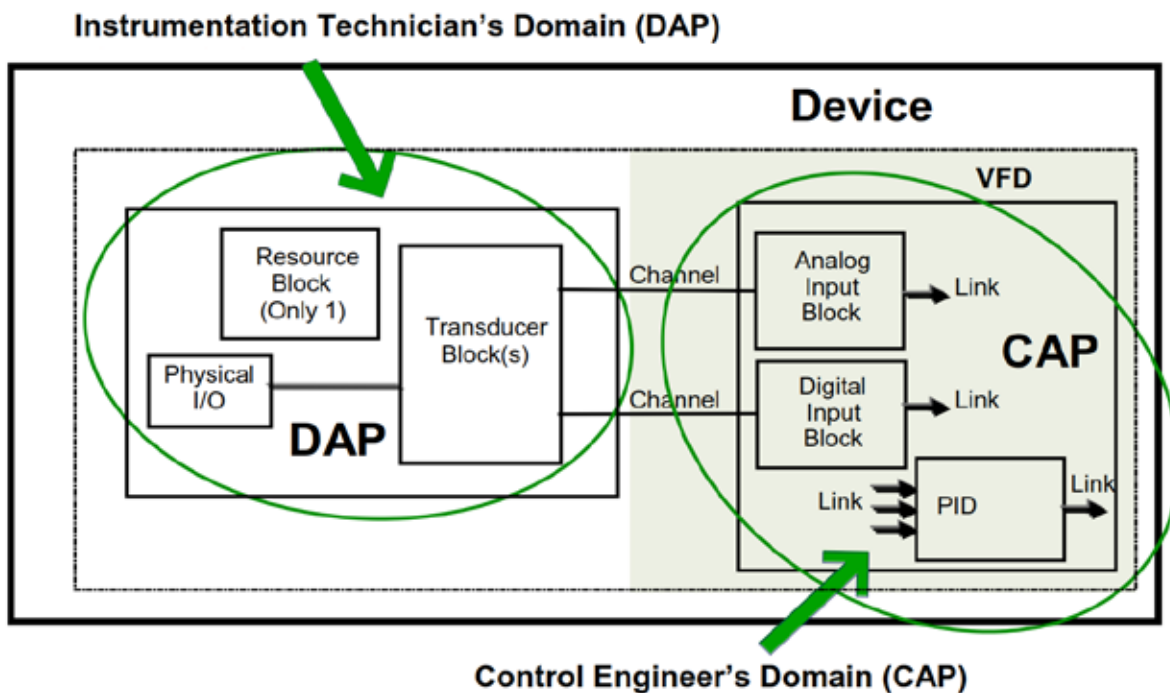 Instrumentation Technician's Domain (DAP)
Device
VFD
Resource
Block
(Only 1)
Transducer
Block(s)
Physical
I/O
DAP
Channel
Channel
Analog
Input
Block
Link
CAP
Digital
Input
Block
Link
Link
PID
Link
Control Engineer's Domain (CAP)